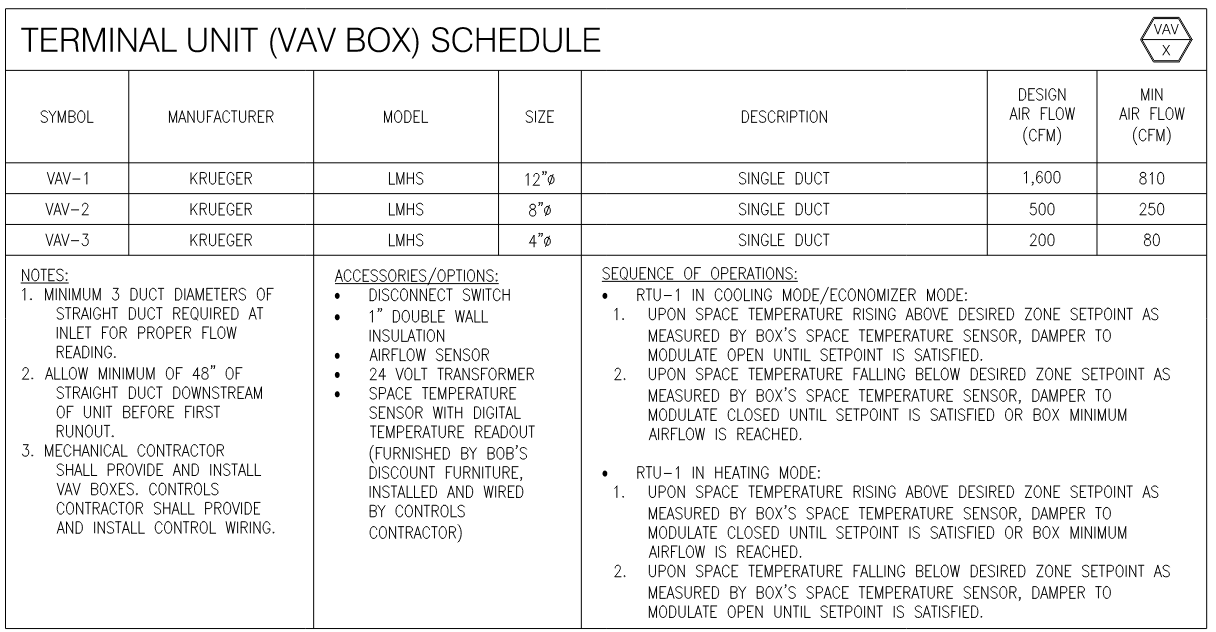 TERMINAL UNIT (VAV BOX) SCHEDULE
VAV
X
SYMBOL MANUFACTURER MODEL SIZE DESCRIPTION DESIGN AIR FLOW (CFM) MIN AIR FLOW (CFM)
VAV-1 KRUEGER LMHS 12"ø SINGLE DUCT 1,600 810
VAV-2 KRUEGER LMHS 8"ø SINGLE DUCT 500 250
VAV-3 KRUEGER LMHS 4"ø SINGLE DUCT 200 80
NOTES:
1. MINIMUM 3 DUCT DIAMETERS OF
STRAIGHT DUCT REQUIRED AT
INLET FOR PROPER FLOW
READING.
2. ALLOW MINIMUM OF 48" OF
STRAIGHT DUCT DOWNSTREAM
OF UNIT BEFORE FIRST
RUNOUT.
3. MECHANICAL CONTRACTOR
SHALL PROVIDE AND INSTALL
VAV BOXES. CONTROLS
CONTRACTOR SHALL PROVIDE
AND INSTALL CONTROL WIRING.
ACCESSORIES/OPTIONS:
• DISCONNECT SWITCH
• 1" DOUBLE WALL
INSULATION
• AIRFLOW SENSOR
• 24 VOLT TRANSFORMER
• SPACE TEMPERATURE
SENSOR WITH DIGITAL
TEMPERATURE READOUT
(FURNISHED BY BOB'S
DISCOUNT FURNITURE,
INSTALLED AND WIRED
BY CONTROLS
CONTRACTOR)
SEQUENCE OF OPERATIONS:
• RTU-1 IN COOLING MODE/ECONOMIZER MODE:
1. UPON SPACE TEMPERATURE RISING ABOVE DESIRED ZONE SETPOINT AS
MEASURED BY BOX'S SPACE TEMPERATURE SENSOR, DAMPER TO
MODULATE OPEN UNTIL SETPOINT IS SATISFIED.
2. UPON SPACE TEMPERATURE FALLING BELOW DESIRED ZONE SETPOINT AS
MEASURED BY BOX'S SPACE TEMPERATURE SENSOR, DAMPER TO
MODULATE CLOSED UNTIL SETPOINT IS SATISFIED OR BOX MINIMUM
AIRFLOW IS REACHED.
• RTU-1 IN HEATING MODE:
1. UPON SPACE TEMPERATURE RISING ABOVE DESIRED ZONE SETPOINT AS
MEASURED BY BOX'S SPACE TEMPERATURE SENSOR, DAMPER TO
MODULATE CLOSED UNTIL SETPOINT IS SATISFIED OR BOX MINIMUM
AIRFLOW IS REACHED.
2. UPON SPACE TEMPERATURE FALLING BELOW DESIRED ZONE SETPOINT AS
MEASURED BY BOX'S SPACE TEMPERATURE SENSOR, DAMPER TO
MODULATE OPEN UNTIL SETPOINT IS SATISFIED.